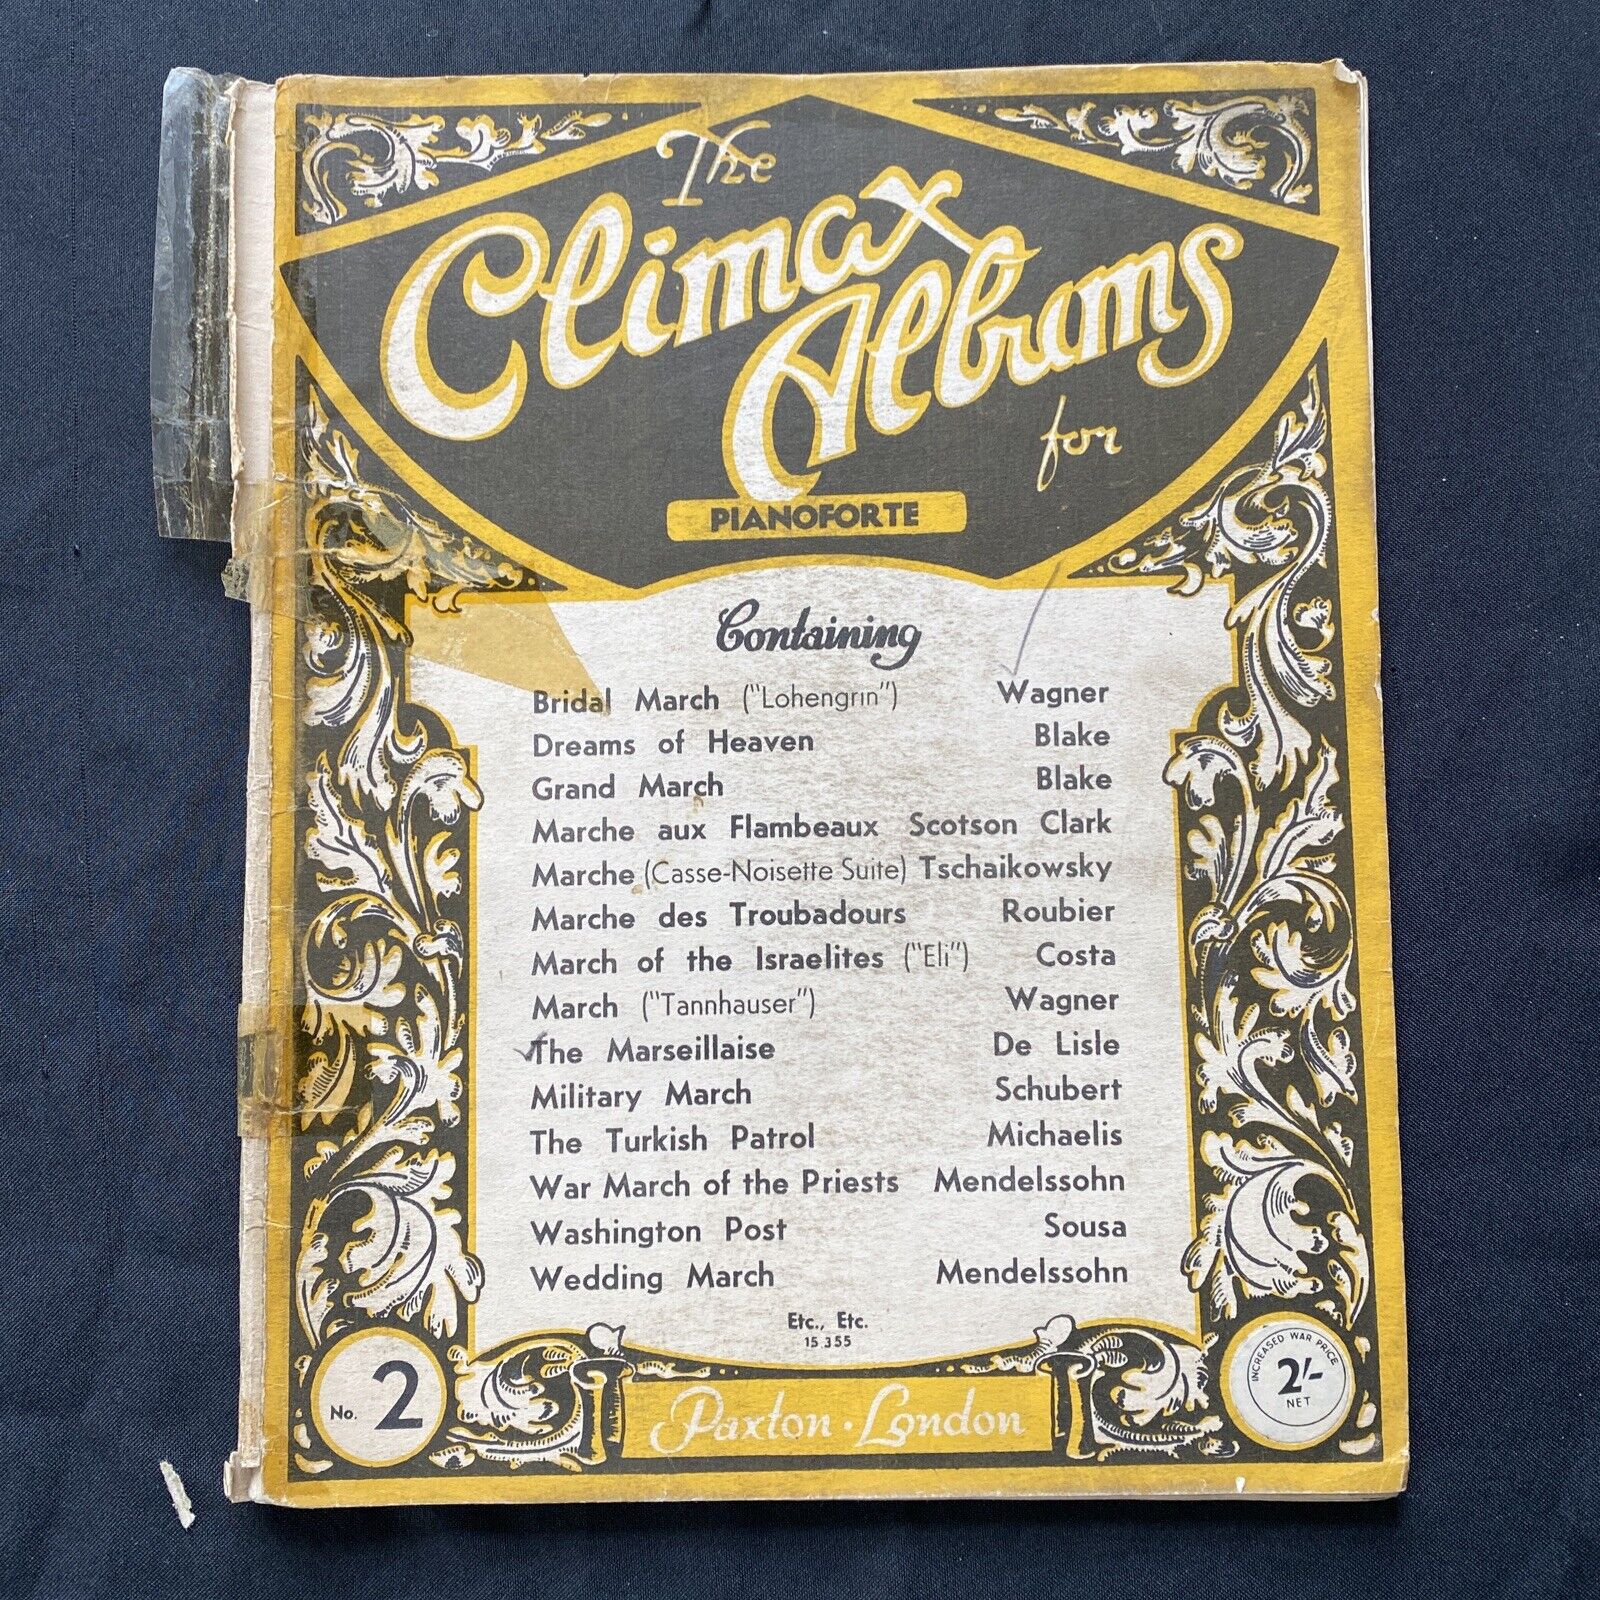 The
Climax
Albums
for
PIANOFORTE
Containing
Bridal March ("Lohengrin") Wagner
Dreams of Heaven Blake
Grand March Blake
Marche aux Flambeaux Scotson Clark
Marche (Casse-Noisette Suite) Tschaikowsky
Marche des Troubadours Roubier
March of the Israelites ("Eli") Costa
March ("Tannhauser") Wagner
The Marseillaise De Lisle
Military March Schubert
The Turkish Patrol Michaelis
War March of the Priests Mendelssohn
Washington Post Sousa
Wedding March Mendelssohn
Etc., Etc.
15355
No. 2
Paxton · London
INCREASED WAR PRICE
2/-
NET